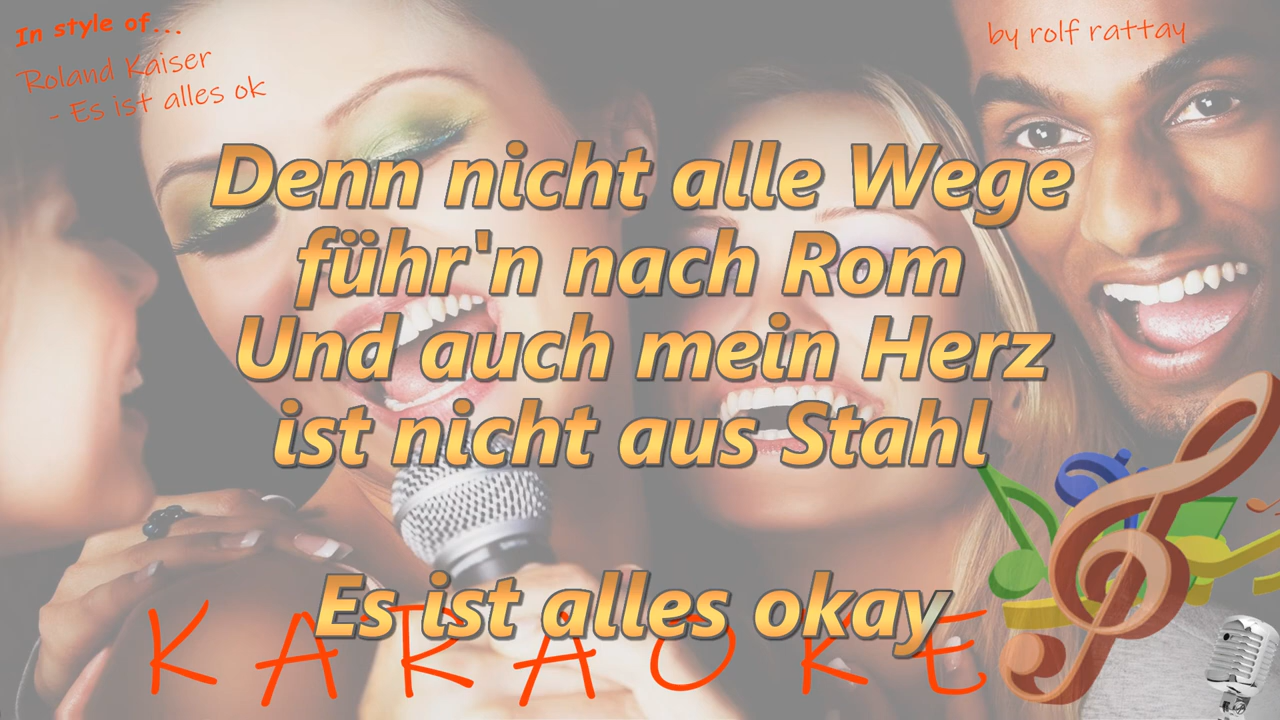 In style of...
Roland Kaiser
- Es ist alles ok
by rolf rattay
Denn nicht alle Wege
führ'n nach Rom
Und auch mein Herz
ist nicht aus Stahl
Es ist alles okay
KARAOKE